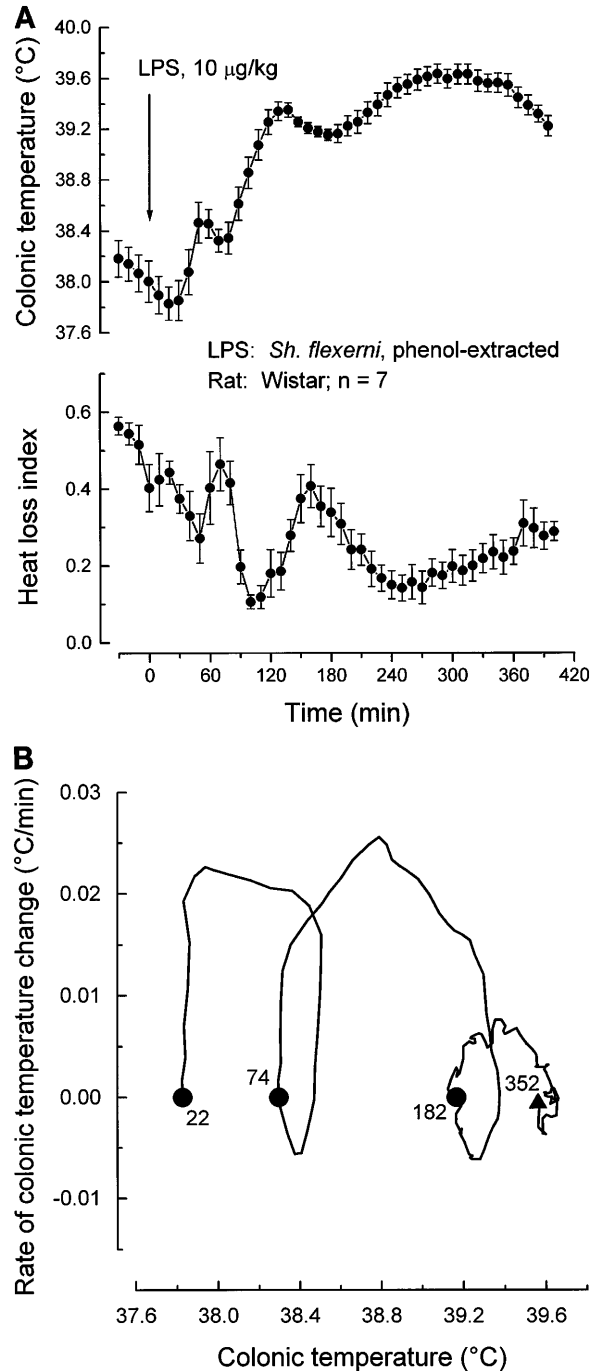 A
Colonic temperature (°C)
40.0
39.6
39.2
38.8
38.4
38.0
37.6
LPS, 10 µg/kg
LPS: Sh. flexerni, phenol-extracted
Rat: Wistar; n = 7
Heat loss index
0.6
0.4
0.2
0.0
0 60 120 180 240 300 360 420
Time (min)
B
Rate of colonic temperature change (°C/min)
0.03
0.02
0.01
0.00
-0.01
22
74
182
352
37.6 38.0 38.4 38.8 39.2 39.6
Colonic temperature (°C)